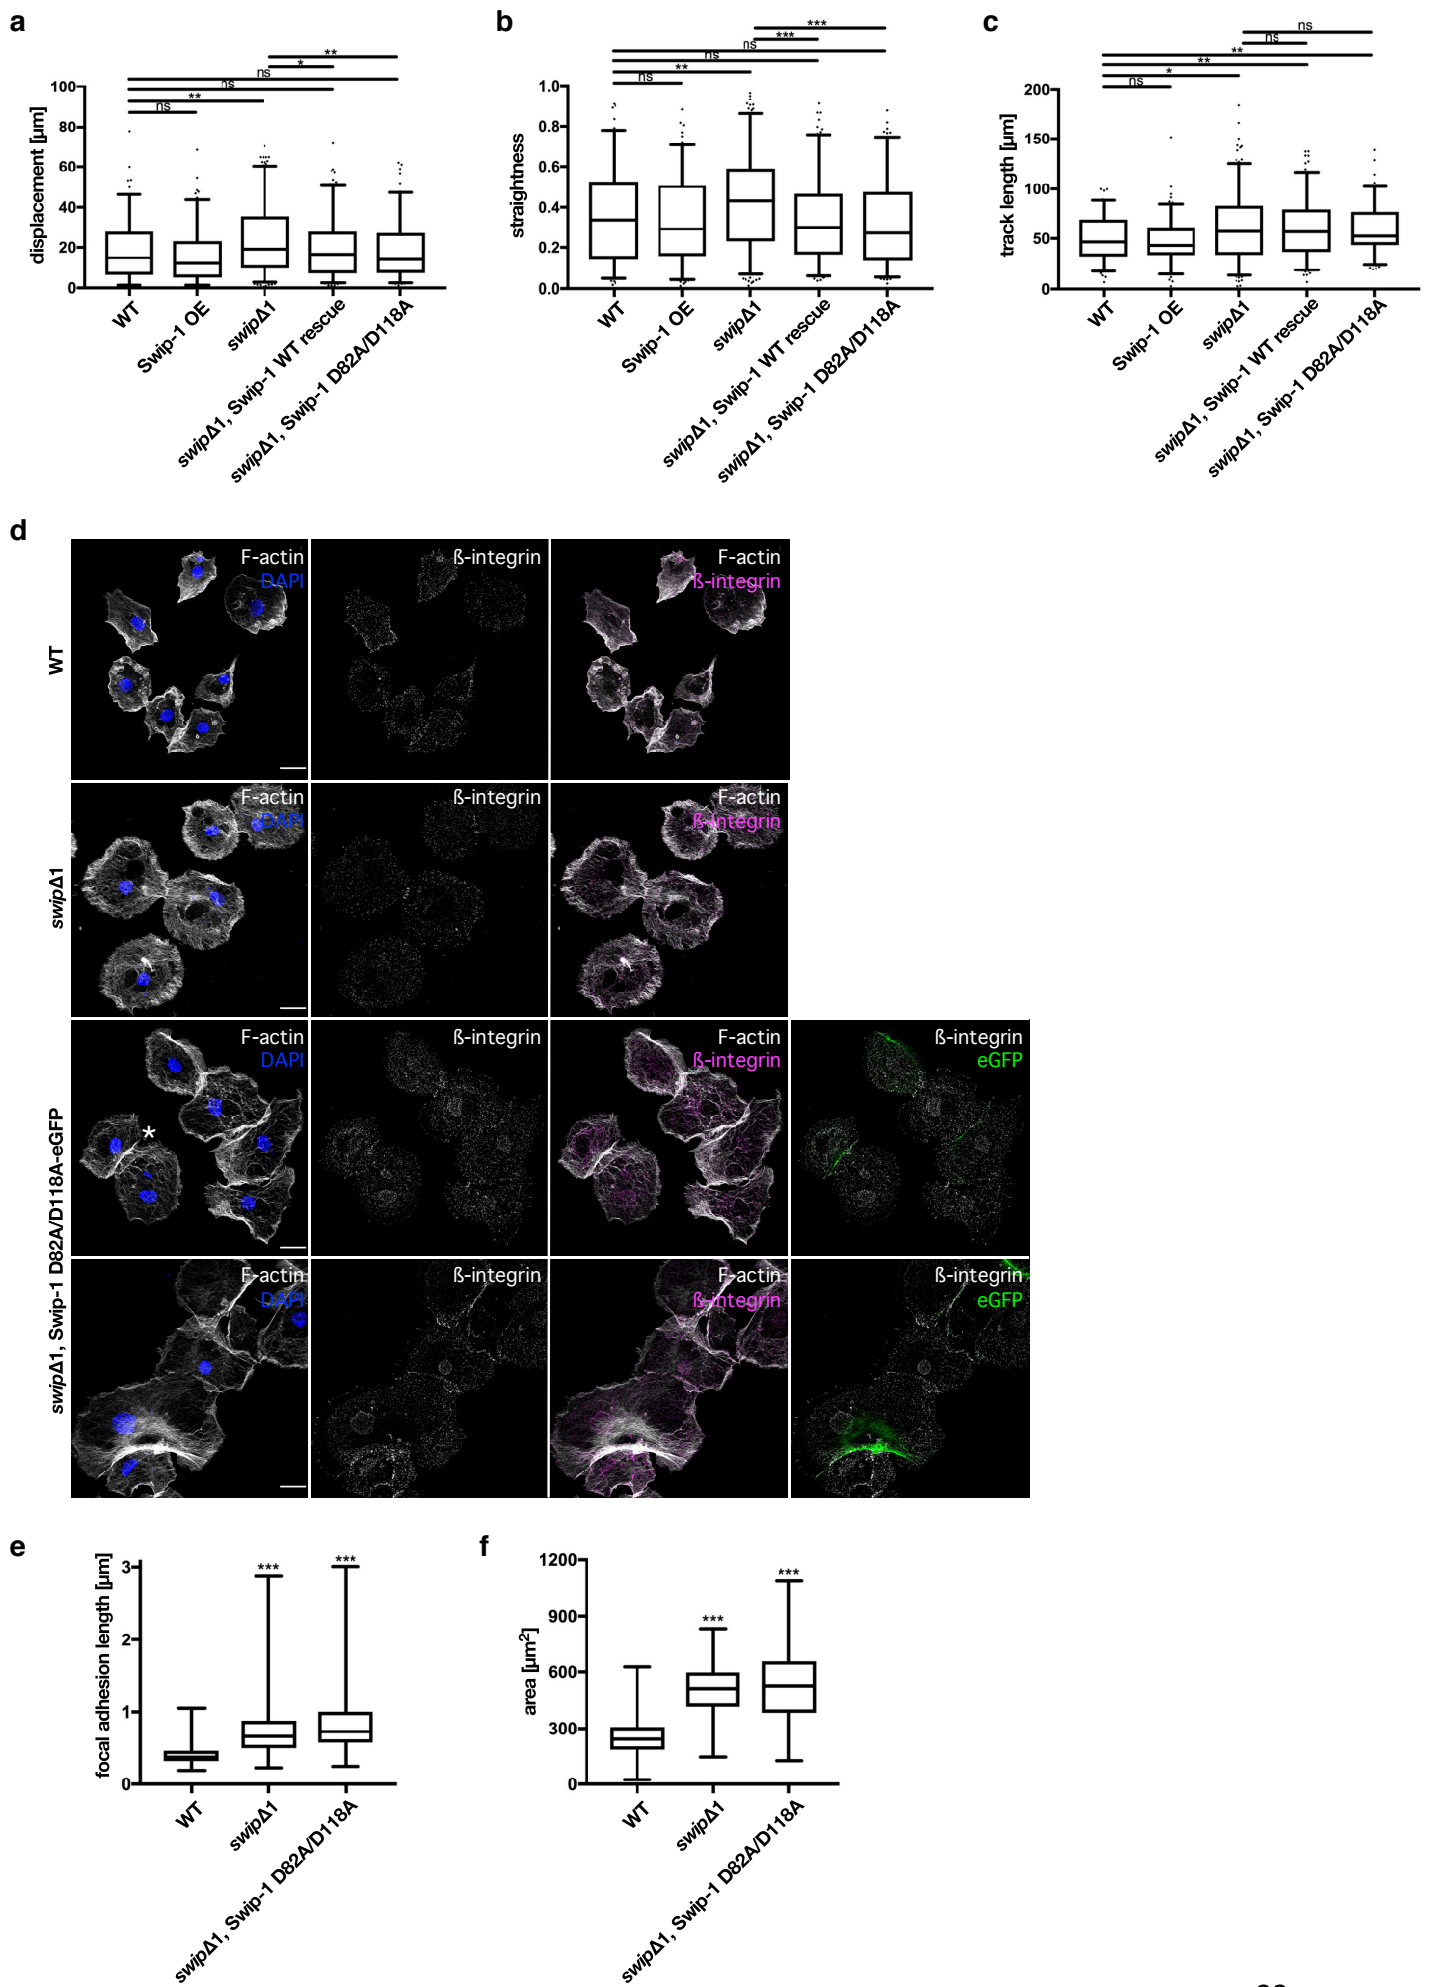 a
** 
*
ns
ns
**
ns
displacement [µm]
100
80
60
40
20
0
WT
Swip-1 OE
swipΔ1
swipΔ1, Swip-1 WT rescue
swipΔ1, Swip-1 D82A/D118A
b
***
***
ns
ns
**
ns
straightness
1.0
0.8
0.6
0.4
0.2
0.0
WT
Swip-1 OE
swipΔ1
swipΔ1, Swip-1 WT rescue
swipΔ1, Swip-1 D82A/D118A
c
ns
ns
**
**
*
ns
track length [µm]
200
150
100
50
0
WT
Swip-1 OE
swipΔ1
swipΔ1, Swip-1 WT rescue
swipΔ1, Swip-1 D82A/D118A
d
WT
F-actin
DAPI
ß-integrin
F-actin
ß-integrin
swipΔ1
F-actin
DAPI
ß-integrin
F-actin
ß-integrin
swipΔ1, Swip-1 D82A/D118A-eGFP
F-actin
DAPI
*
ß-integrin
F-actin
ß-integrin
ß-integrin
eGFP
F-actin
DAPI
ß-integrin
F-actin
ß-integrin
ß-integrin
eGFP
e
focal adhesion length [µm]
3
2
1
0
***
***
WT
swipΔ1
swipΔ1, Swip-1 D82A/D118A
f
area [µm²]
1200
900
600
300
0
***
***
WT
swipΔ1
swipΔ1, Swip-1 D82A/D118A